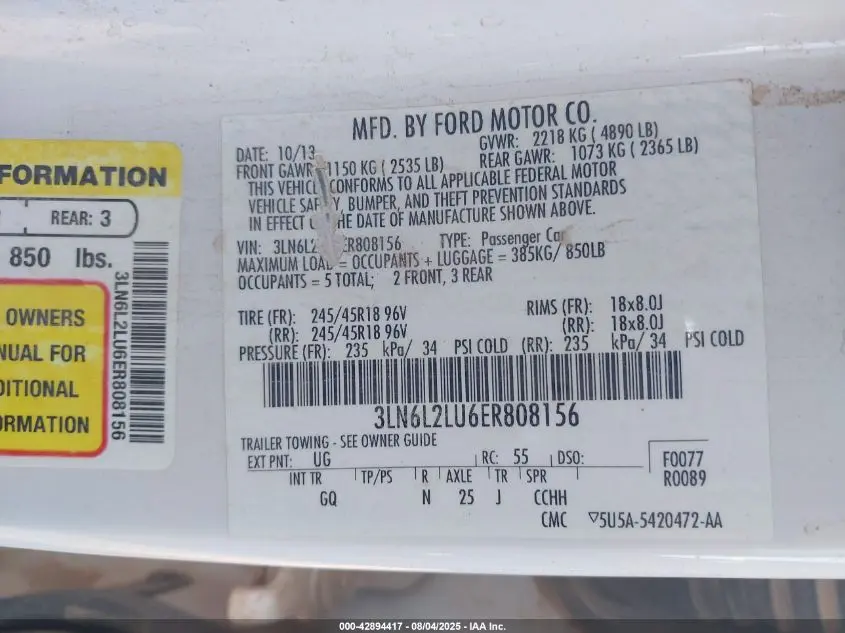 FORMATION
REAR: 3
850 lbs.
OWNERS
NUAL FOR
DITIONAL
FORMATION
3LN6L2LU6ER808156
MFD. BY FORD MOTOR CO.
DATE: 10/13
GVWR: 2218 KG ( 4890 LB)
FRONT GAWR: 1150 KG ( 2535 LB)
REAR GAWR: 1073 KG ( 2365 LB)
THIS VEHICLE CONFORMS TO ALL APPLICABLE FEDERAL MOTOR
VEHICLE SAF Y, BUMPER, AND THEFT PREVENTION STANDARDS
IN EFFECT O HE DATE OF MANUFACTURE SHOWN ABOVE.
VIN: 3LN6L2 ER808156 TYPE: Passenger Car
MAXIMUM LOAD = OCCUPANTS + LUGGAGE = 385KG/ 850LB
OCCUPANTS = 5 TOTAL; 2 FRONT, 3 REAR
TIRE (FR): 245/45R18 96V RIMS (FR): 18x8.0J
(RR): 245/45R18 96V (RR): 18x8.0J
PRESSURE (FR): 235 kPa/ 34 PSI COLD (RR): 235 kPa/ 34 PSI COLD
3LN6L2LU6ER808156
TRAILER TOWING - SEE OWNER GUIDE
EXT PNT: UG RC: 55 DSO:
F0077
R0089
INT TR TP/PS R AXLE TR SPR
GQ N 25 J CCHH
CMC ▽5U5A-5420472-AA
000-42894417 - 08/04/2025 - IAA Inc.